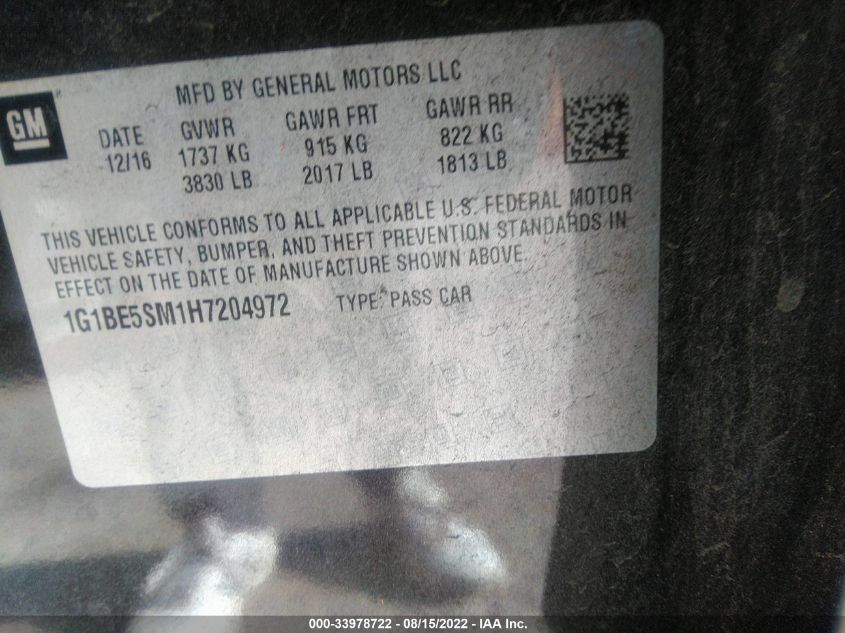 MFD BY GENERAL MOTORS LLC
GM
DATE GVWR GAWR FRT GAWR RR
12/16 1737 KG 915 KG 822 KG
3830 LB 2017 LB 1813 LB
THIS VEHICLE CONFORMS TO ALL APPLICABLE U.S. FEDERAL MOTOR
VEHICLE SAFETY, BUMPER, AND THEFT PREVENTION STANDARDS IN
EFFECT ON THE DATE OF MANUFACTURE SHOWN ABOVE.
1G1BE5SM1H7204972 TYPE: PASS CAR
000-33978722 - 08/15/2022 - IAA Inc.